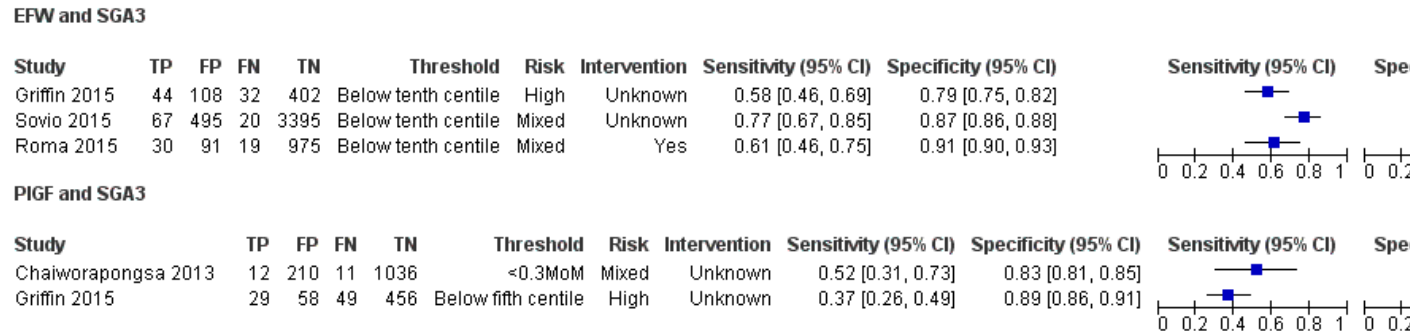 EFW and SGA3
Study TP FP FN TN Threshold Risk Intervention Sensitivity (95% CI) Specificity (95% CI) Sensitivity (95% CI) Spe
Griffin 2015 44 108 32 402 Below tenth centile High Unknown 0.58 [0.46, 0.69] 0.79 [0.75, 0.82]
Sovio 2015 67 495 20 3395 Below tenth centile Mixed Unknown 0.77 [0.67, 0.85] 0.87 [0.86, 0.88]
Roma 2015 30 91 19 975 Below tenth centile Mixed Yes 0.61 [0.46, 0.75] 0.91 [0.90, 0.93]
0 0.2 0.4 0.6 0.8 1 0 0.2
PlGF and SGA3
Study TP FP FN TN Threshold Risk Intervention Sensitivity (95% CI) Specificity (95% CI) Sensitivity (95% CI) Spe
Chaiworapongsa 2013 12 210 11 1036 <0.3MoM Mixed Unknown 0.52 [0.31, 0.73] 0.83 [0.81, 0.85]
Griffin 2015 29 58 49 456 Below fifth centile High Unknown 0.37 [0.26, 0.49] 0.89 [0.86, 0.91]
0 0.2 0.4 0.6 0.8 1 0 0.2